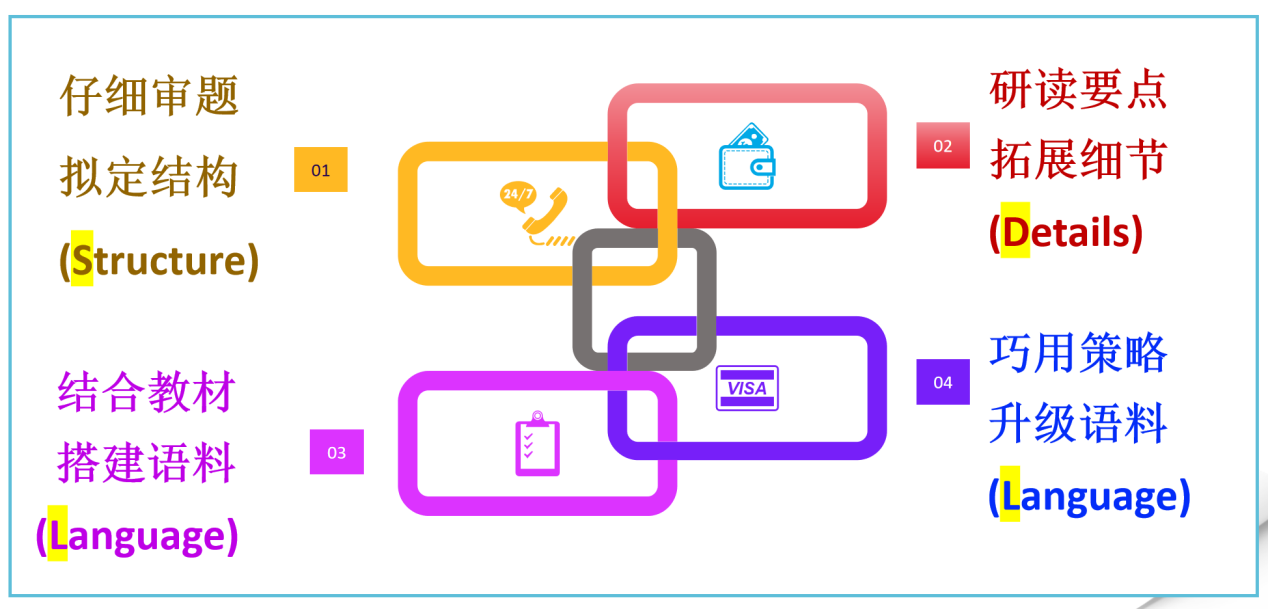 仔细审题
拟定结构
(Structure)
01
24/7
研读要点
拓展细节
(Details)
02
结合教材
搭建语料
(Language)
03
VISA
巧用策略
升级语料
(Language)
04